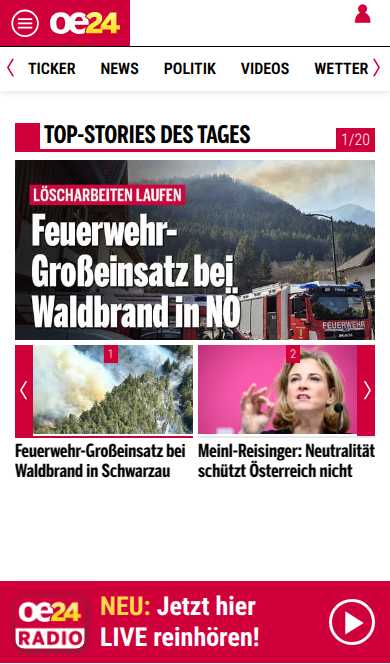 oe24
TICKER NEWS POLITIK VIDEOS WETTER
TOP-STORIES DES TAGES
1/20
LÖSCHARBEITEN LAUFEN
Feuerwehr-
Großeinsatz bei
Waldbrand in NÖ
FEUERWEHR
1
2
Feuerwehr-Großeinsatz bei
Waldbrand in Schwarzau
Meinl-Reisinger: Neutralität
schützt Österreich nicht
oe24
RADIO
NEU: Jetzt hier
LIVE reinhören!